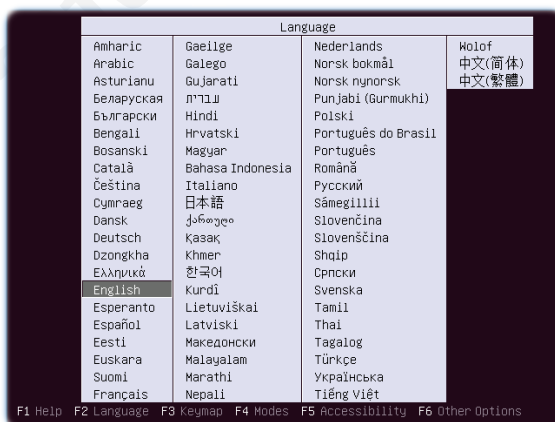 Language
Amharic
Arabic
Asturianu
Беларуская
Български
Bengali
Bosanski
Català
Čeština
Cymraeg
Dansk
Deutsch
Dzongkha
Ελληνικά
English
Esperanto
Español
Eesti
Euskara
Suomi
Français
Gaeilge
Galego
Gujarati
עברית
Hindi
Hrvatski
Magyar
Bahasa Indonesia
Italiano
日本語
ქართული
Қазақ
Khmer
한국어
Kurdî
Lietuviškai
Latviski
Македонски
Malayalam
Marathi
Nepali
Nederlands
Norsk bokmål
Norsk nynorsk
Punjabi (Gurmukhi)
Polski
Português do Brasil
Português
Română
Русский
Sámegillii
Slovenčina
Slovenščina
Shqip
Српски
Svenska
Tamil
Thai
Tagalog
Türkçe
Українська
Tiếng Việt
Wolof
中文(简体)
中文(繁體)
F1 Help F2 Language F3 Keymap F4 Modes F5 Accessibility F6 Other Options